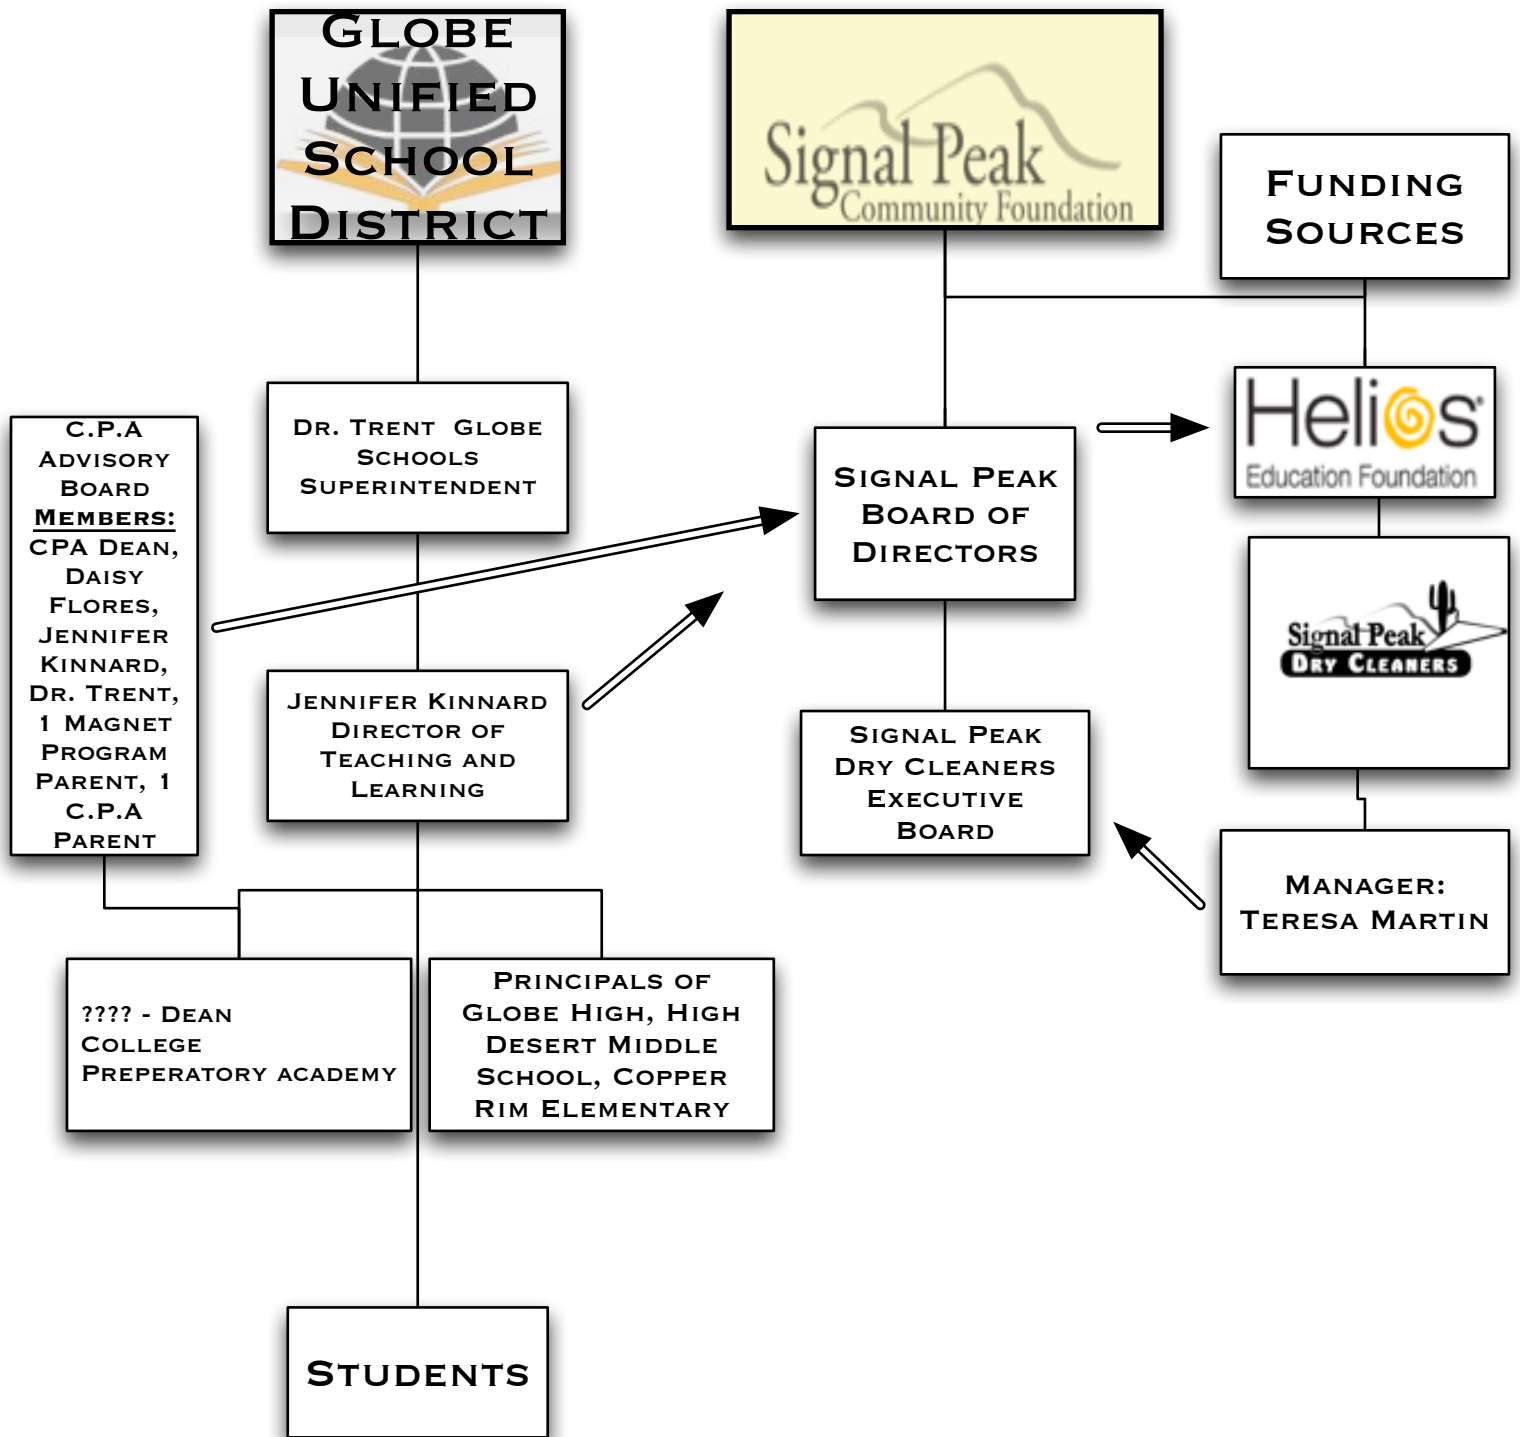 GLOBE
UNIFIED
SCHOOL
DISTRICT
Signal Peak
Community Foundation
FUNDING
SOURCES
C.P.A
ADVISORY
BOARD
MEMBERS:
CPA DEAN,
DAISY
FLORES,
JENNIFER
KINNARD,
DR. TRENT,
1 MAGNET
PROGRAM
PARENT, 1
C.P.A
PARENT
DR. TRENT GLOBE
SCHOOLS
SUPERINTENDENT
SIGNAL PEAK
BOARD OF
DIRECTORS
Helios®
Education Foundation
Signal Peak
DRY CLEANERS
JENNIFER KINNARD
DIRECTOR OF
TEACHING AND
LEARNING
SIGNAL PEAK
DRY CLEANERS
EXECUTIVE
BOARD
MANAGER:
TERESA MARTIN
???? - DEAN
COLLEGE
PREPERATORY ACADEMY
PRINCIPALS OF
GLOBE HIGH, HIGH
DESERT MIDDLE
SCHOOL, COPPER
RIM ELEMENTARY
STUDENTS